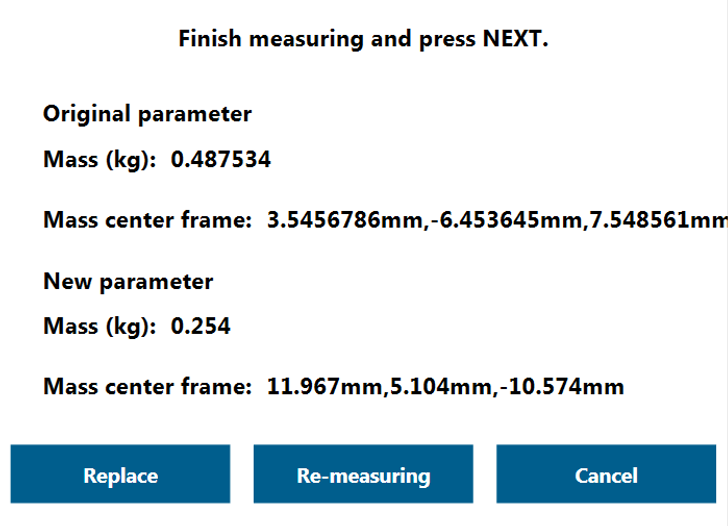 Finish measuring and press NEXT.
Original parameter
Mass (kg): 0.487534
Mass center frame: 3.5456786mm,-6.453645mm,7.548561mm
New parameter
Mass (kg): 0.254
Mass center frame: 11.967mm,5.104mm,-10.574mm
Replace
Re-measuring
Cancel